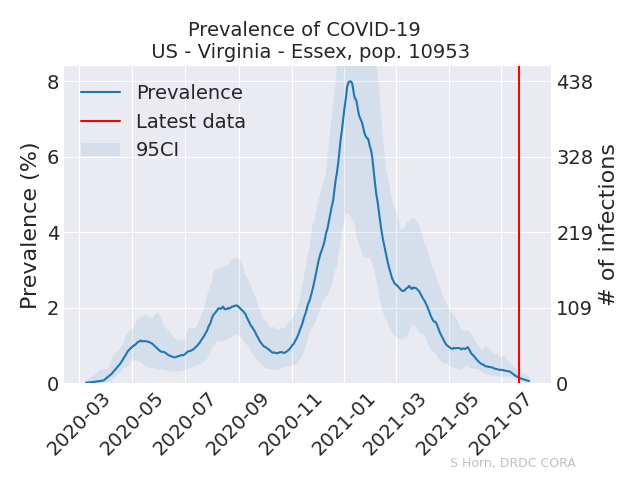 Prevalence of COVID-19
US - Virginia - Essex, pop. 10953
Prevalence
Latest data
95CI
Prevalence (%)
8
6
4
2
0
# of infections
438
328
219
109
0
2020-03
2020-05
2020-07
2020-09
2020-11
2021-01
2021-03
2021-05
2021-07
S Horn, DRDC CORA